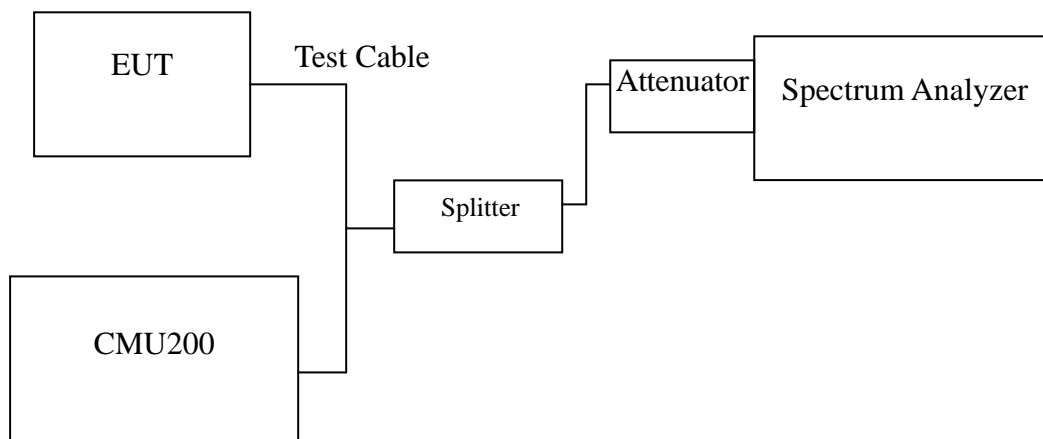 EUT
Test Cable
Attenuator
Spectrum Analyzer
Splitter
CMU200